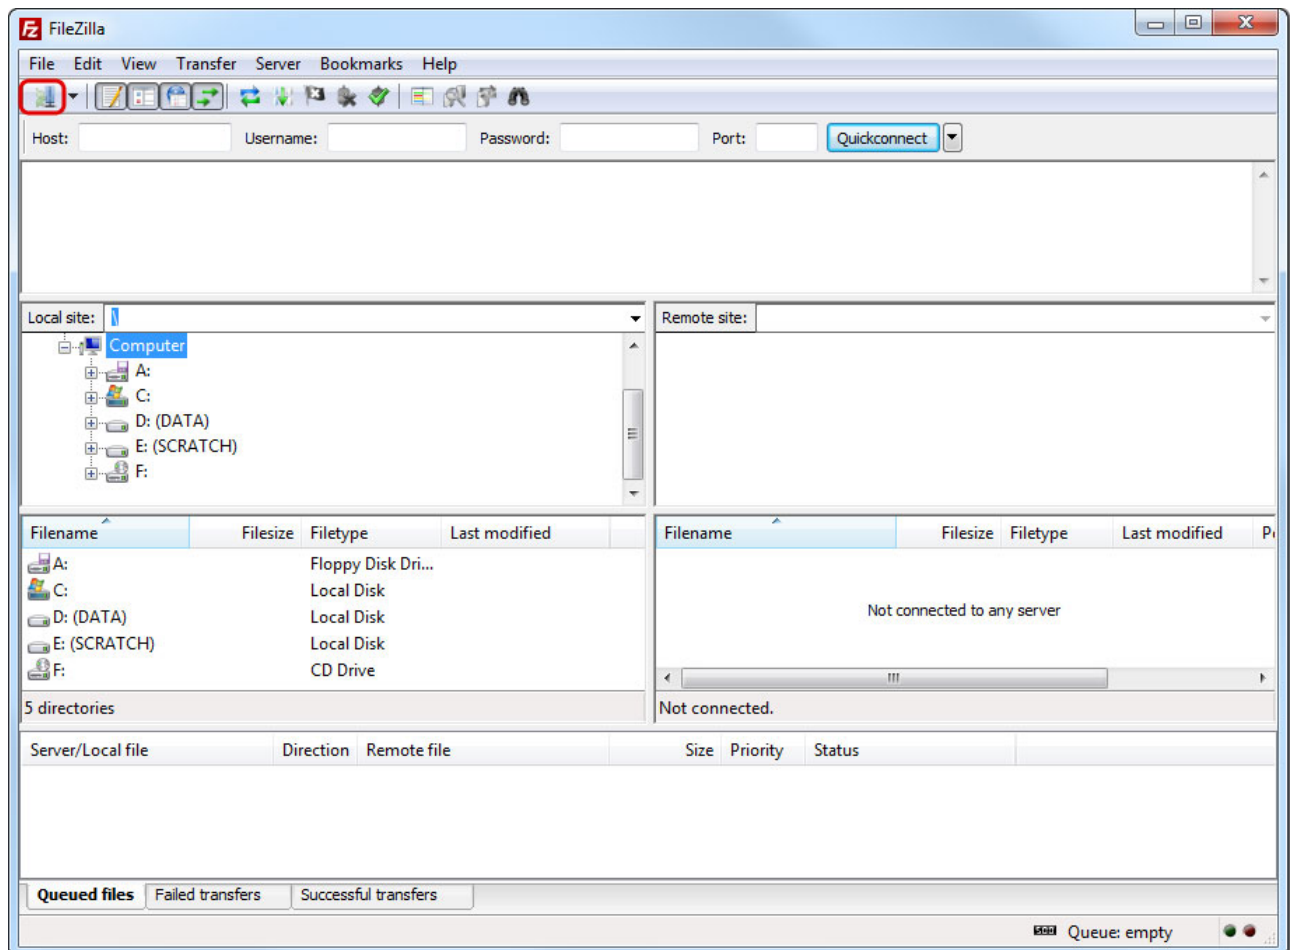 FileZilla
File Edit View Transfer Server Bookmarks Help
Host: Username: Password: Port: Quickconnect
Local site: \ Remote site:
Computer
A:
C:
D: (DATA)
E: (SCRATCH)
F:
Filename Filesize Filetype Last modified
A: Floppy Disk Dri...
C: Local Disk
D: (DATA) Local Disk
E: (SCRATCH) Local Disk
F: CD Drive
5 directories
Filename Filesize Filetype Last modified
Not connected to any server
Not connected.
Server/Local file Direction Remote file Size Priority Status
Queued files Failed transfers Successful transfers
Queue: empty